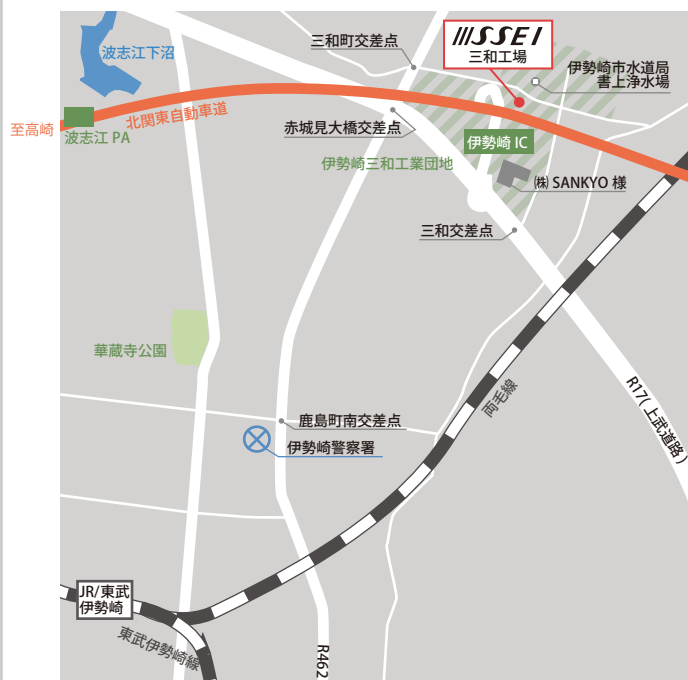 ISSEI
三和工場
三和町交差点
波志江下沼
伊勢崎市水道局
書上浄水場
至高崎
北関東自動車道
波志江 PA
赤城見大橋交差点
伊勢崎 IC
伊勢崎三和工業団地
㈱ SANKYO 様
三和交差点
華蔵寺公園
両毛線
R17( 上武道路 )
鹿島町南交差点
伊勢崎警察署
JR/東武
伊勢崎
東武伊勢崎線
R462